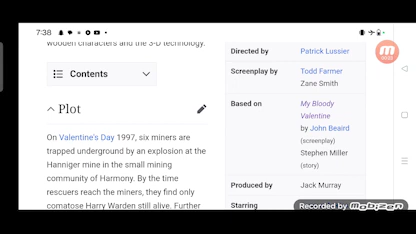 7:38
wooden characters and the 3-D technology.
Contents
Plot
On Valentine's Day 1997, six miners are
trapped underground by an explosion at the
Hanniger mine in the small mining
community of Harmony. By the time
rescuers reach the miners, they find only
comatose Harry Warden still alive. Further
Directed by Patrick Lussier
Screenplay by Todd Farmer
Zane Smith
Based on My Bloody
Valentine
by John Beaird
(screenplay)
Stephen Miller
(story)
Produced by Jack Murray
Starring
Recorded by Mobizen